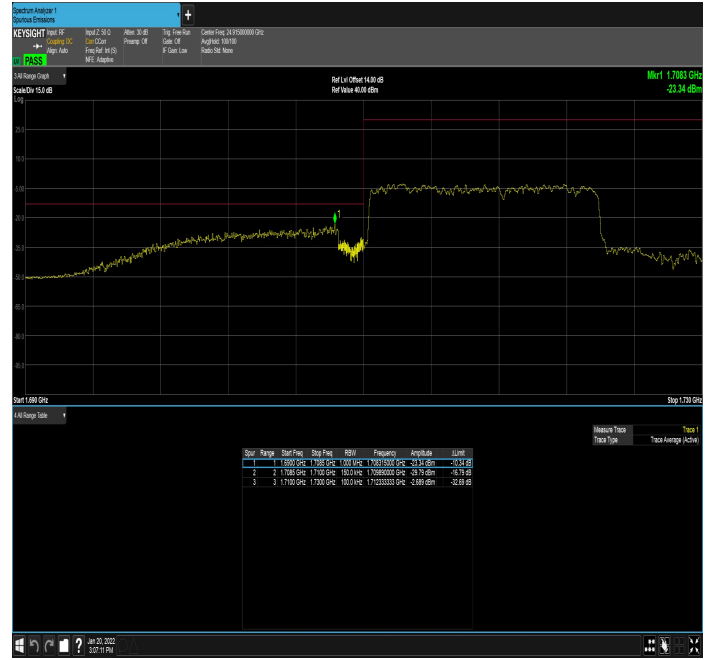 Spectrum Analyzer 1
Spurious Emissions
KEYSIGHT
Input: RF
Coupling: DC
Align: Auto
Input Z: 50 Ω
Corr CCorr
Freq Ref: Int (S)
NFE: Adaptive
Atten: 30 dB
Preamp: Off
Trig: Free Run
Gate: Off
IF Gain: Low
Center Freq: 24.915000000 GHz
Avg|Hold: 100/100
Radio Std: None
PASS
3 All Range Graph
Scale/Div 15.0 dB
Ref Lvl Offset 14.00 dB
Ref Value 40.00 dBm
Mkr1 1.7083 GHz
-23.34 dBm
Log
25.0
10.0
-5.00
-20.0
-35.0
-50.0
-65.0
-80.0
-95.0
1
Start 1.690 GHz
Stop 1.730 GHz
4 All Range Table
Measure Trace Trace 1
Trace Type Trace Average (Active)
Spur Range Start Freq Stop Freq RBW Frequency Amplitude ΔLimit
1 1 1.6900 GHz 1.7085 GHz 1.000 MHz 1.708315000 GHz -23.34 dBm -10.34 dB
2 2 1.7085 GHz 1.7100 GHz 150.0 kHz 1.709890000 GHz -29.79 dBm -16.79 dB
3 3 1.7100 GHz 1.7300 GHz 100.0 kHz 1.712333333 GHz -2.689 dBm -32.69 dB
Jan 20, 2022
3:07:11 PM